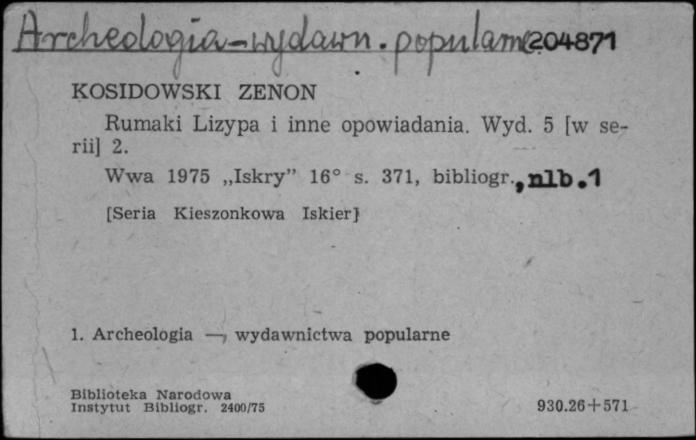 Archeologia-wydawn. popularne 204871
KOSIDOWSKI ZENON
Rumaki Lizypa i inne opowiadania. Wyd. 5 [w se-
rii] 2.
Wwa 1975 „Iskry” 16° s. 371, bibliogr., nlb. 1
[Seria Kieszonkowa Iskier]
1. Archeologia — wydawnictwa popularne
Biblioteka Narodowa
Instytut Bibliogr. 2400/75
930.26+571